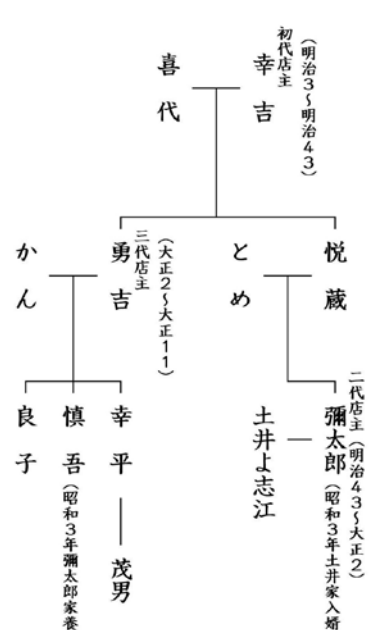 （明治３〜明治４３）
初代店主
幸吉
喜代
悦蔵
とめ
（大正２〜大正１１）
三代店主
勇吉
かん
二代店主（明治４３〜大正２）
彌太郎（昭和３年土井家入婿
土井よ志江
幸平
茂男
慎吾（昭和３年彌太郎家養
良子